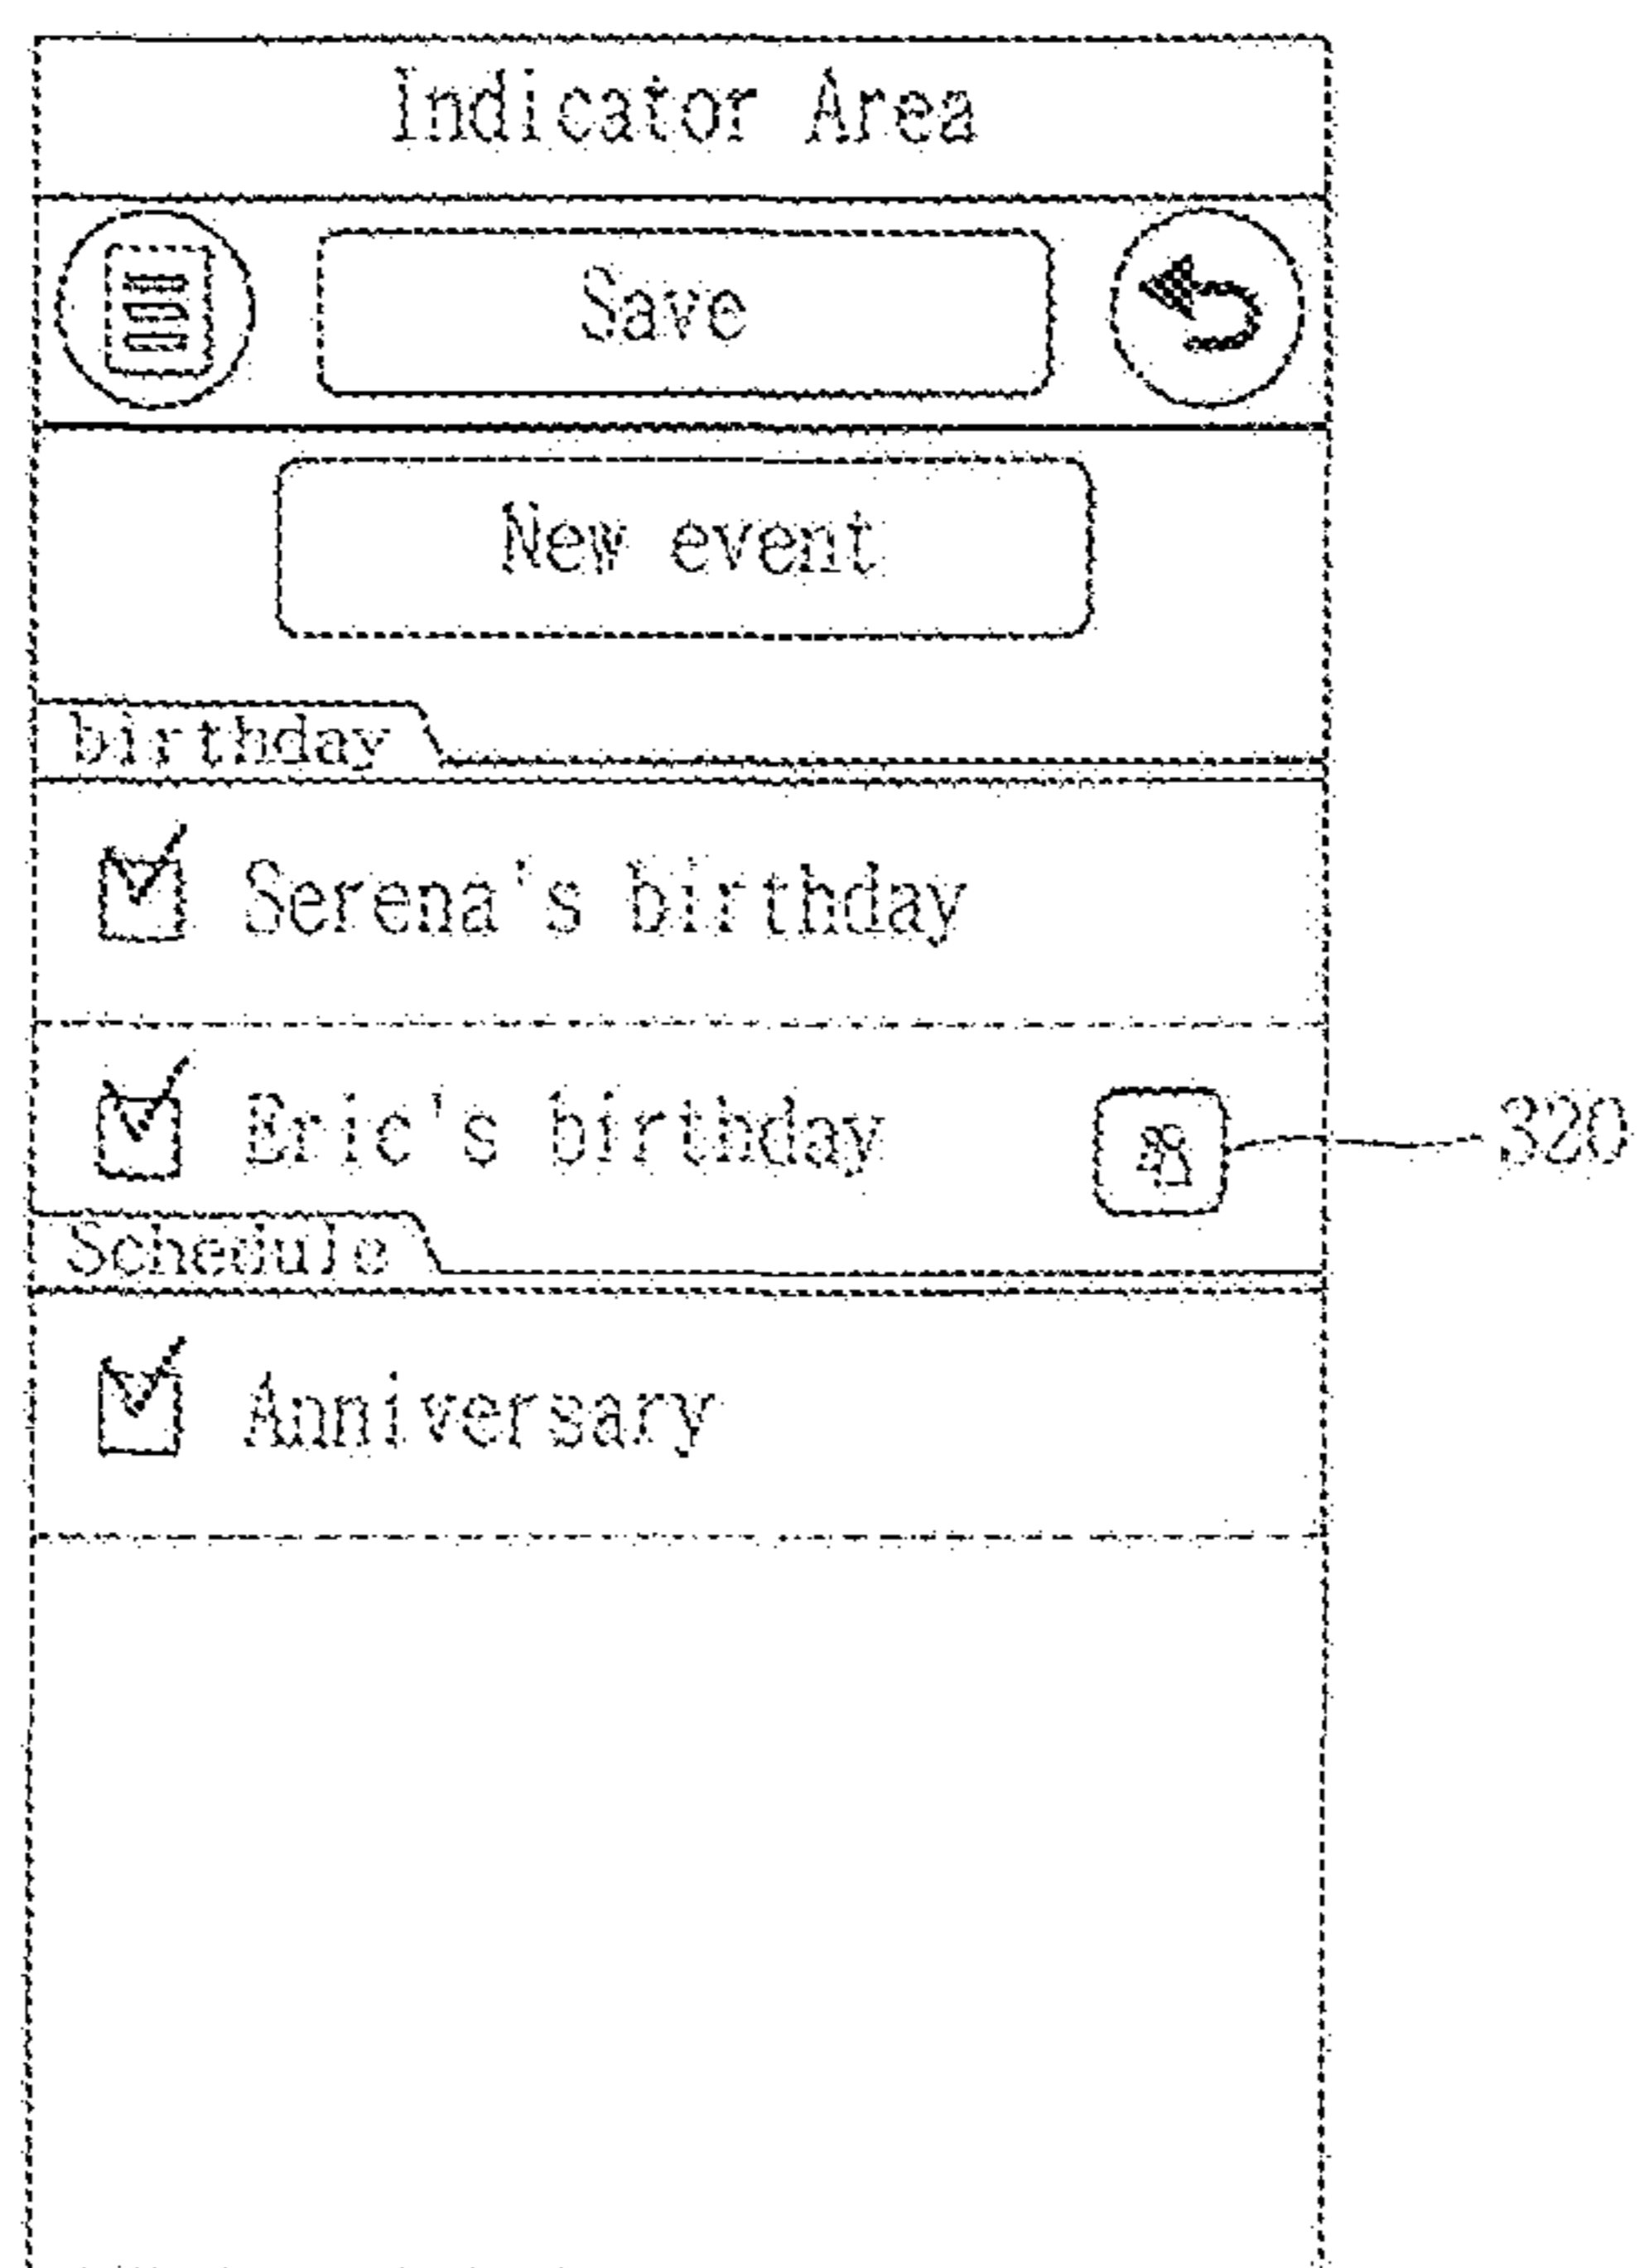 Indicator Area
Save
New event
birthday
Serena's birthday
Eric's birthday
320
Schedule
Anniversary